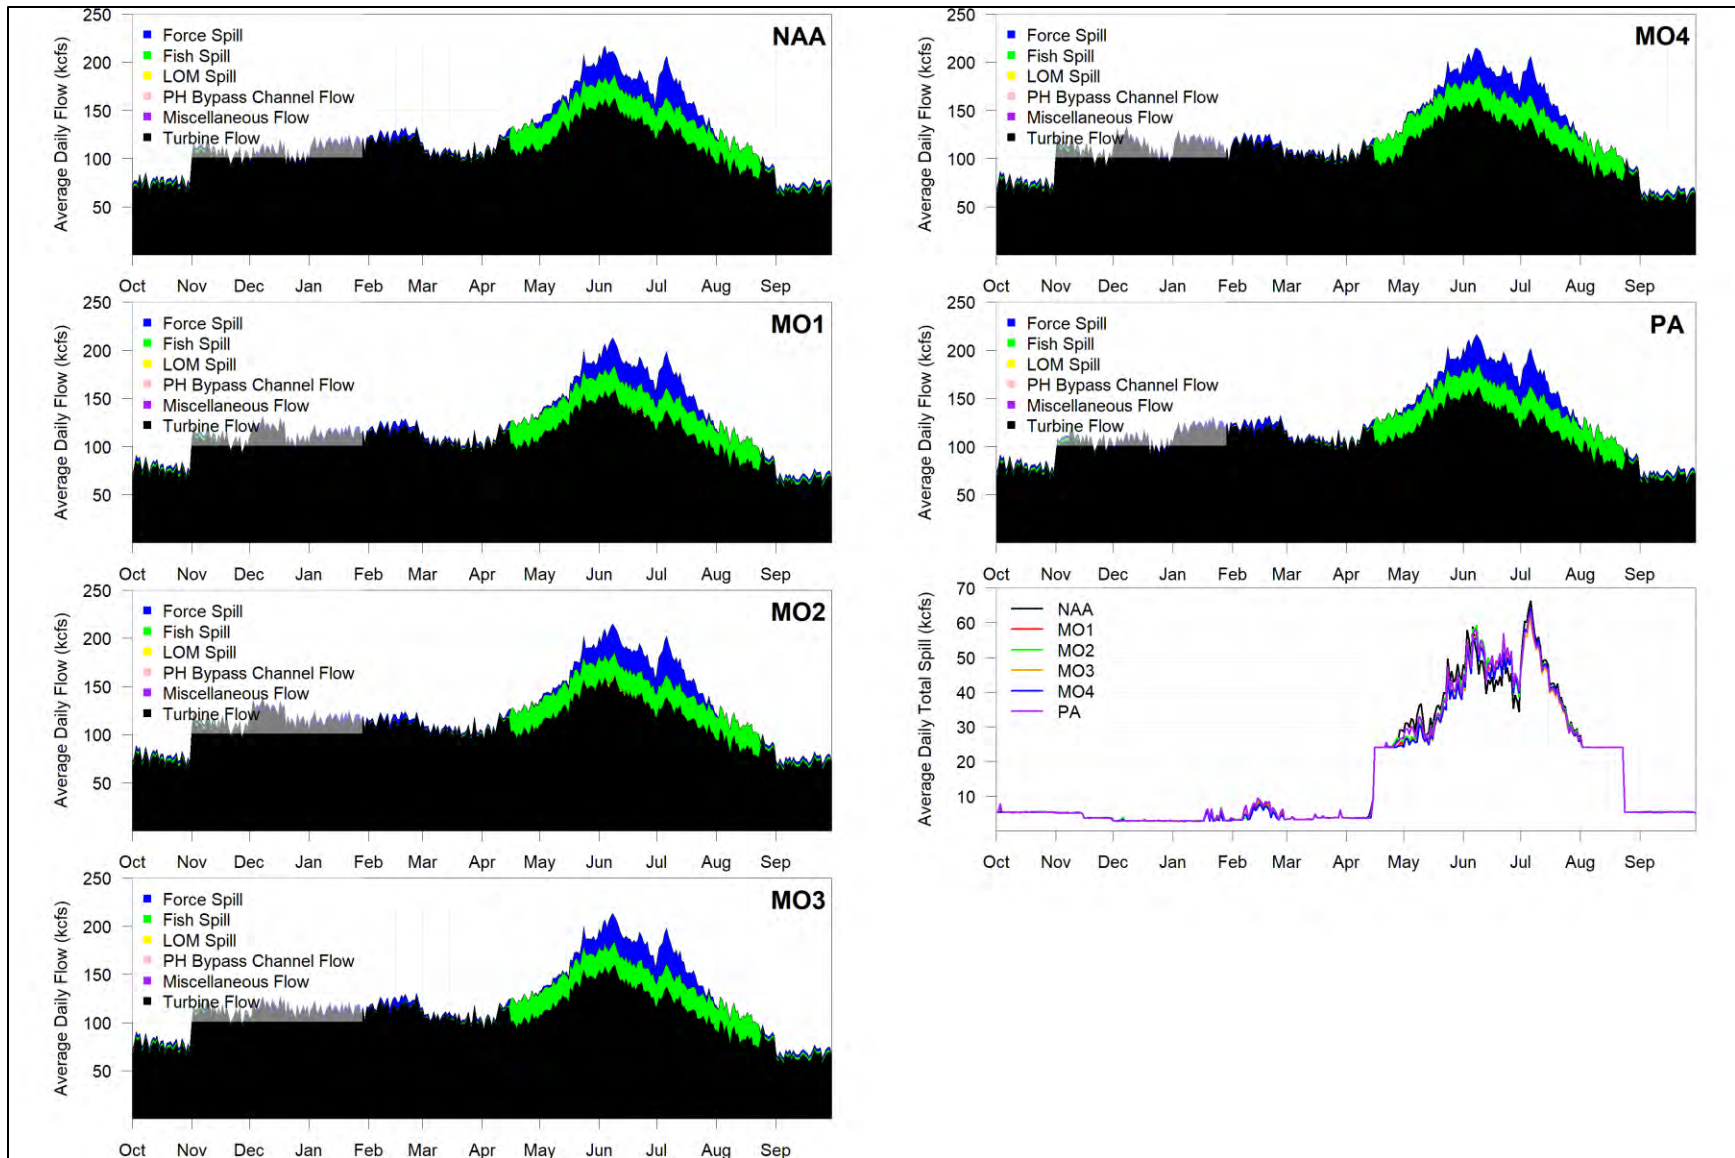 250
200
150
100
50
Average Daily Flow (kcfs)
Force Spill
Fish Spill
LOM Spill
PH Bypass Channel Flow
Miscellaneous Flow
Turbine Flow
NAA
Oct Nov Dec Jan Feb Mar Apr May Jun Jul Aug Sep
250
200
150
100
50
Average Daily Flow (kcfs)
Force Spill
Fish Spill
LOM Spill
PH Bypass Channel Flow
Miscellaneous Flow
Turbine Flow
MO4
Oct Nov Dec Jan Feb Mar Apr May Jun Jul Aug Sep
250
200
150
100
50
Average Daily Flow (kcfs)
Force Spill
Fish Spill
LOM Spill
PH Bypass Channel Flow
Miscellaneous Flow
Turbine Flow
MO1
Oct Nov Dec Jan Feb Mar Apr May Jun Jul Aug Sep
250
200
150
100
50
Average Daily Flow (kcfs)
Force Spill
Fish Spill
LOM Spill
PH Bypass Channel Flow
Miscellaneous Flow
Turbine Flow
PA
Oct Nov Dec Jan Feb Mar Apr May Jun Jul Aug Sep
250
200
150
100
50
Average Daily Flow (kcfs)
Force Spill
Fish Spill
LOM Spill
PH Bypass Channel Flow
Miscellaneous Flow
Turbine Flow
MO2
Oct Nov Dec Jan Feb Mar Apr May Jun Jul Aug Sep
70
60
50
40
30
20
10
Average Daily Total Spill (kcfs)
NAA
MO1
MO2
MO3
MO4
PA
Oct Nov Dec Jan Feb Mar Apr May Jun Jul Aug Sep
250
200
150
100
50
Average Daily Flow (kcfs)
Force Spill
Fish Spill
LOM Spill
PH Bypass Channel Flow
Miscellaneous Flow
Turbine Flow
MO3
Oct Nov Dec Jan Feb Mar Apr May Jun Jul Aug Sep